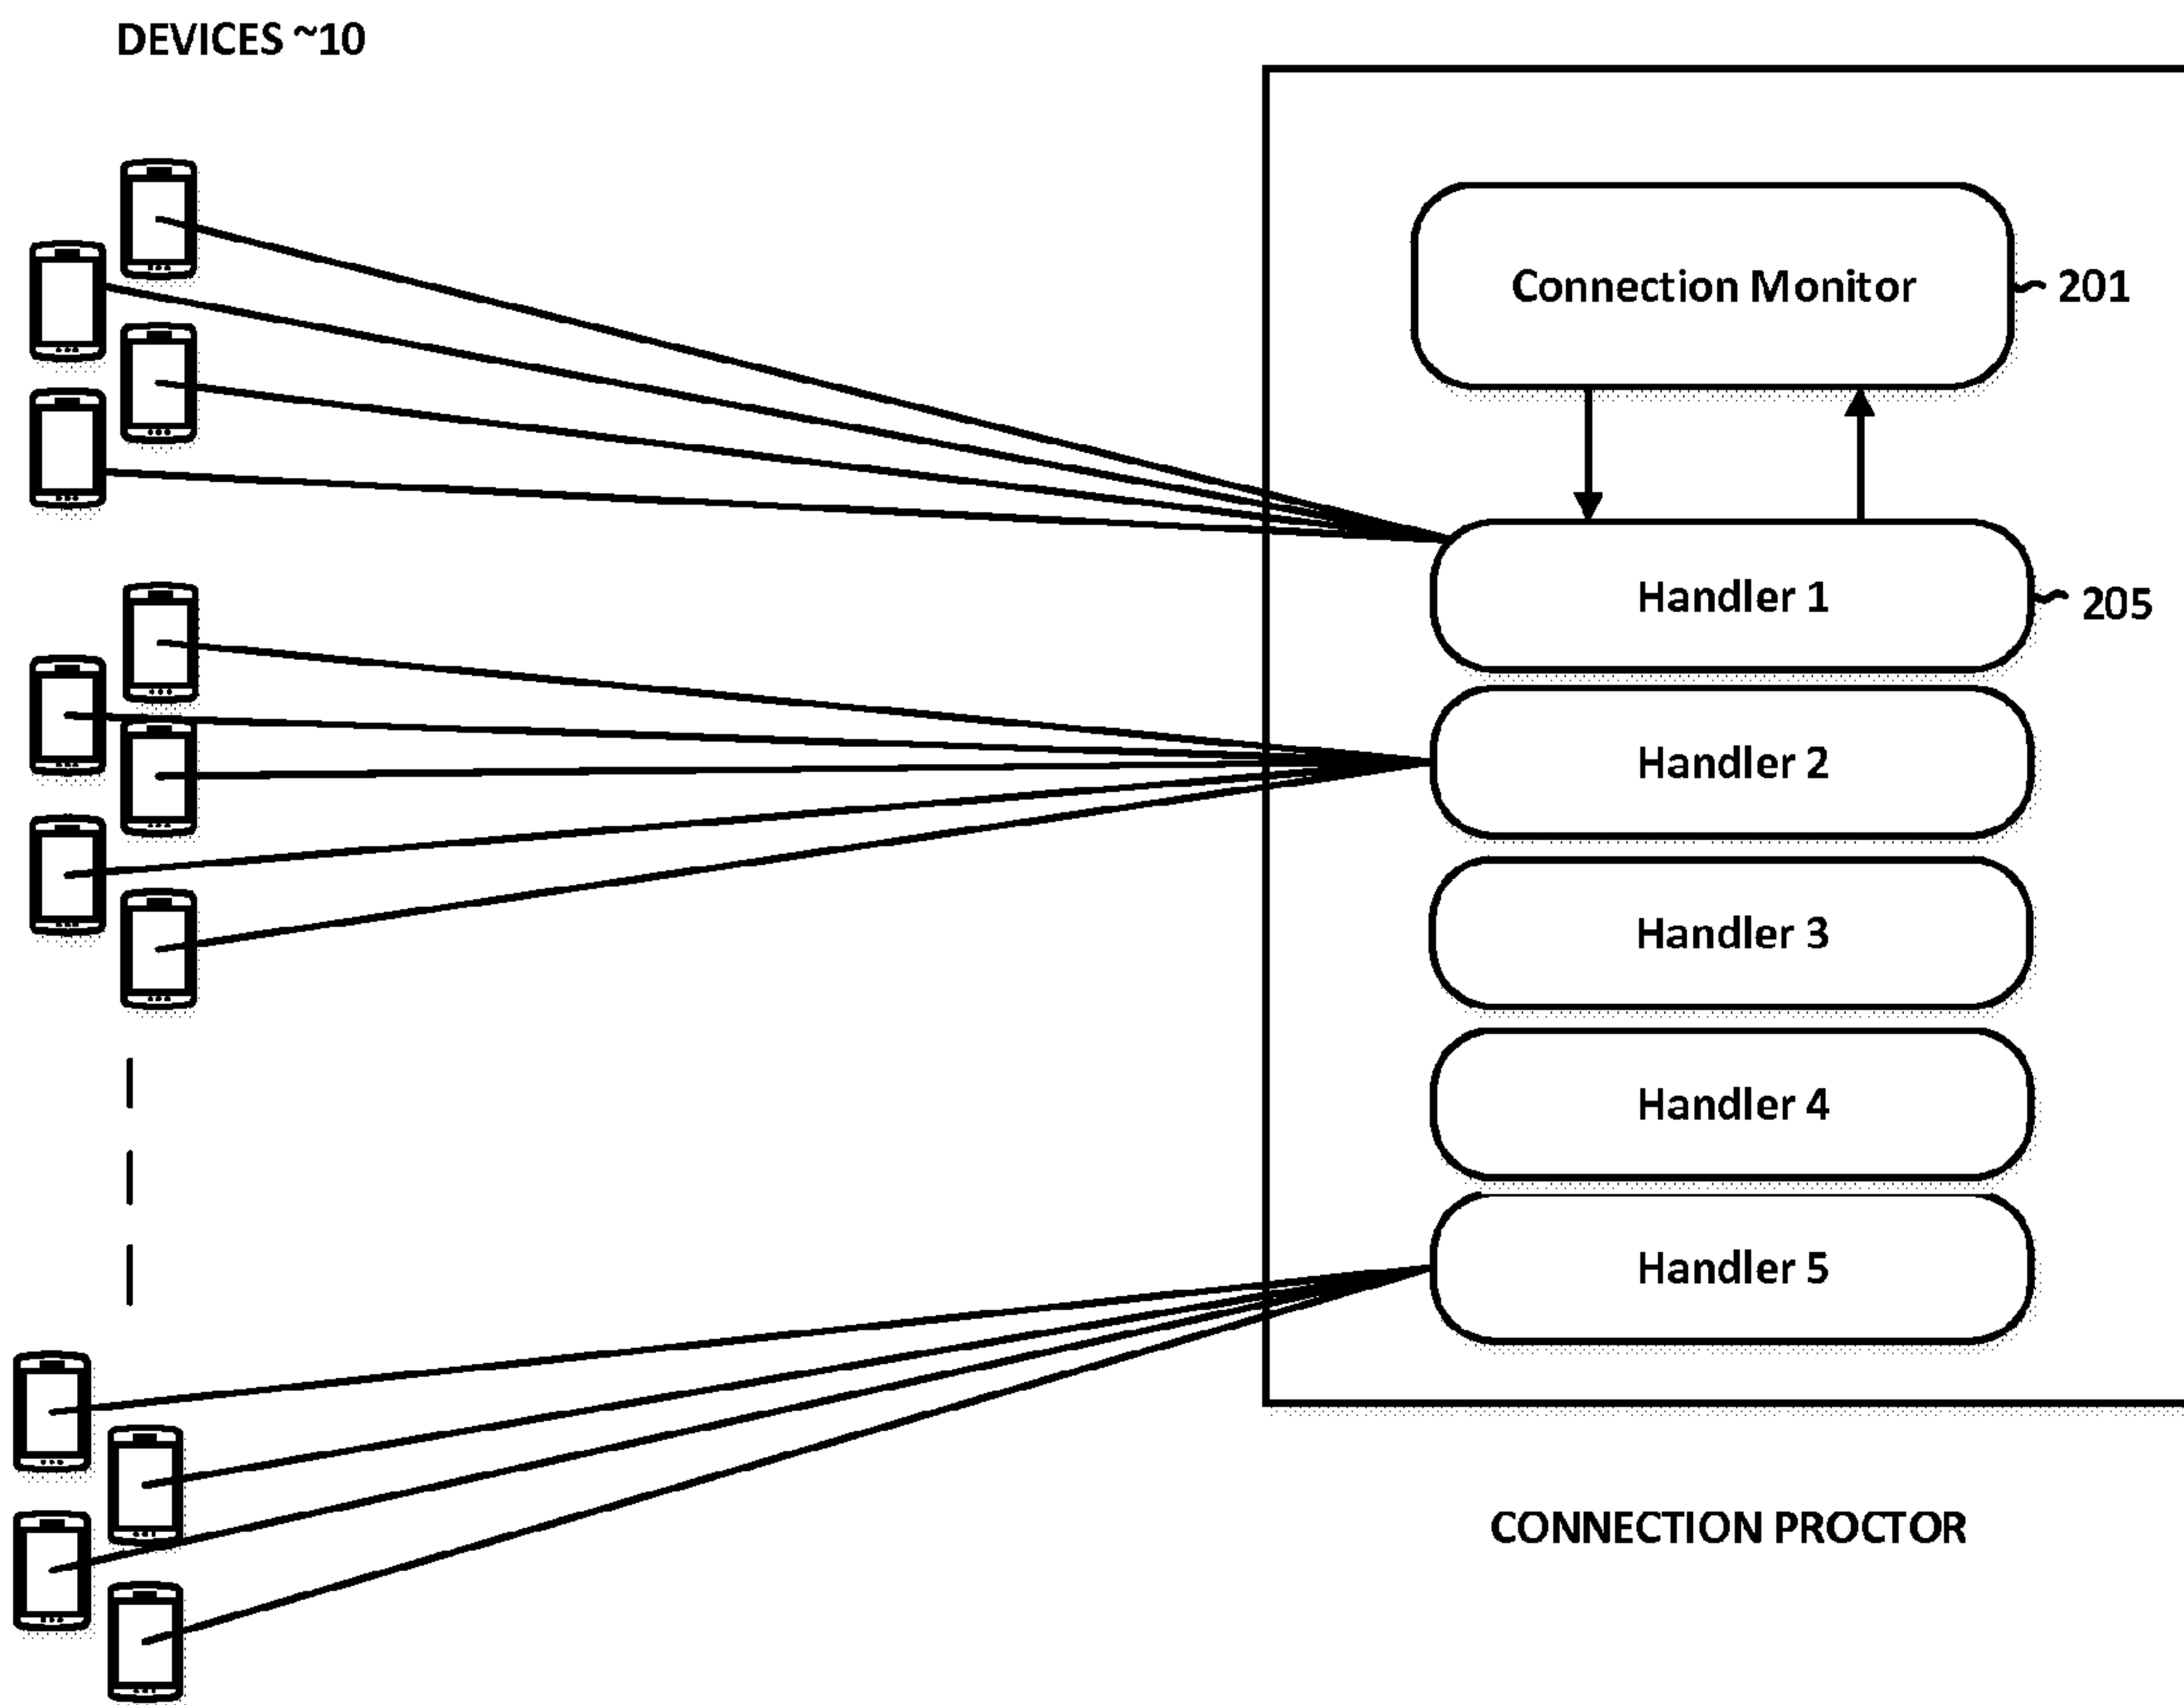 DEVICES ~10
Connection Monitor
201
Handler 1
205
Handler 2
Handler 3
Handler 4
Handler 5
CONNECTION PROCTOR